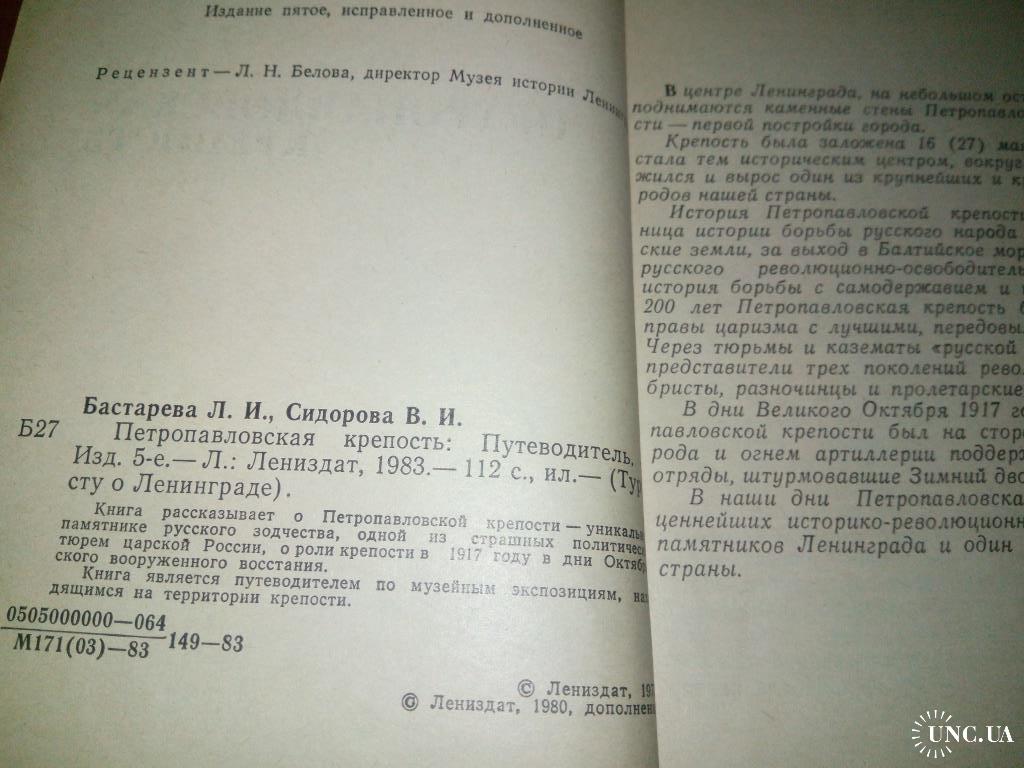 Издание пятое, исправленное и дополненное
Рецензент — Л. Н. Белова, директор Музея истории
Бастарева Л. И., Сидорова В. И.
Б27
Петропавловская крепость: Путеводитель.
Изд. 5-е.— Л.: Лениздат, 1983.— 112 с., ил.— (Тур
сту о Ленинграде).
Книга рассказывает о Петропавловской крепости — уникаль
памятнике русского зодчества, одной из страшных политичес
тюрем царской России, о роли крепости в 1917 году в дни Октябр
ского вооруженного восстания.
Книга является путеводителем по музейным экспозициям, нах
дящимся на территории крепости.
0505000000—064
М171(03)—83
149—83
© Лениздат, 197
© Лениздат, 1980, дополнен
В центре Ленинграда, на небольшом ост
поднимаются каменные стены Петропавло
сти — первой постройки города.
Крепость была заложена 16 (27) мая
стала тем историческим центром, вокруг
жился и вырос один из крупнейших и к
родов нашей страны.
История Петропавловской крепост
ница истории борьбы русского народа
ские земли, за выход в Балтийское мор
русского революционно-освободитель
история борьбы с самодержавием и
200 лет Петропавловская крепость
правы царизма с лучшими, передовы
Через тюрьмы и казематы «русской
представители трех поколений рево
бристы, разночинцы и пролетарские
В дни Великого Октября 1917 го
павловской крепости был на стор
рода и огнем артиллерии поддер
отряды, штурмовавшие Зимний дво
В наши дни Петропавловска
ценнейших историко-революцион
памятников Ленинграда и один
страны.
UNC.UA